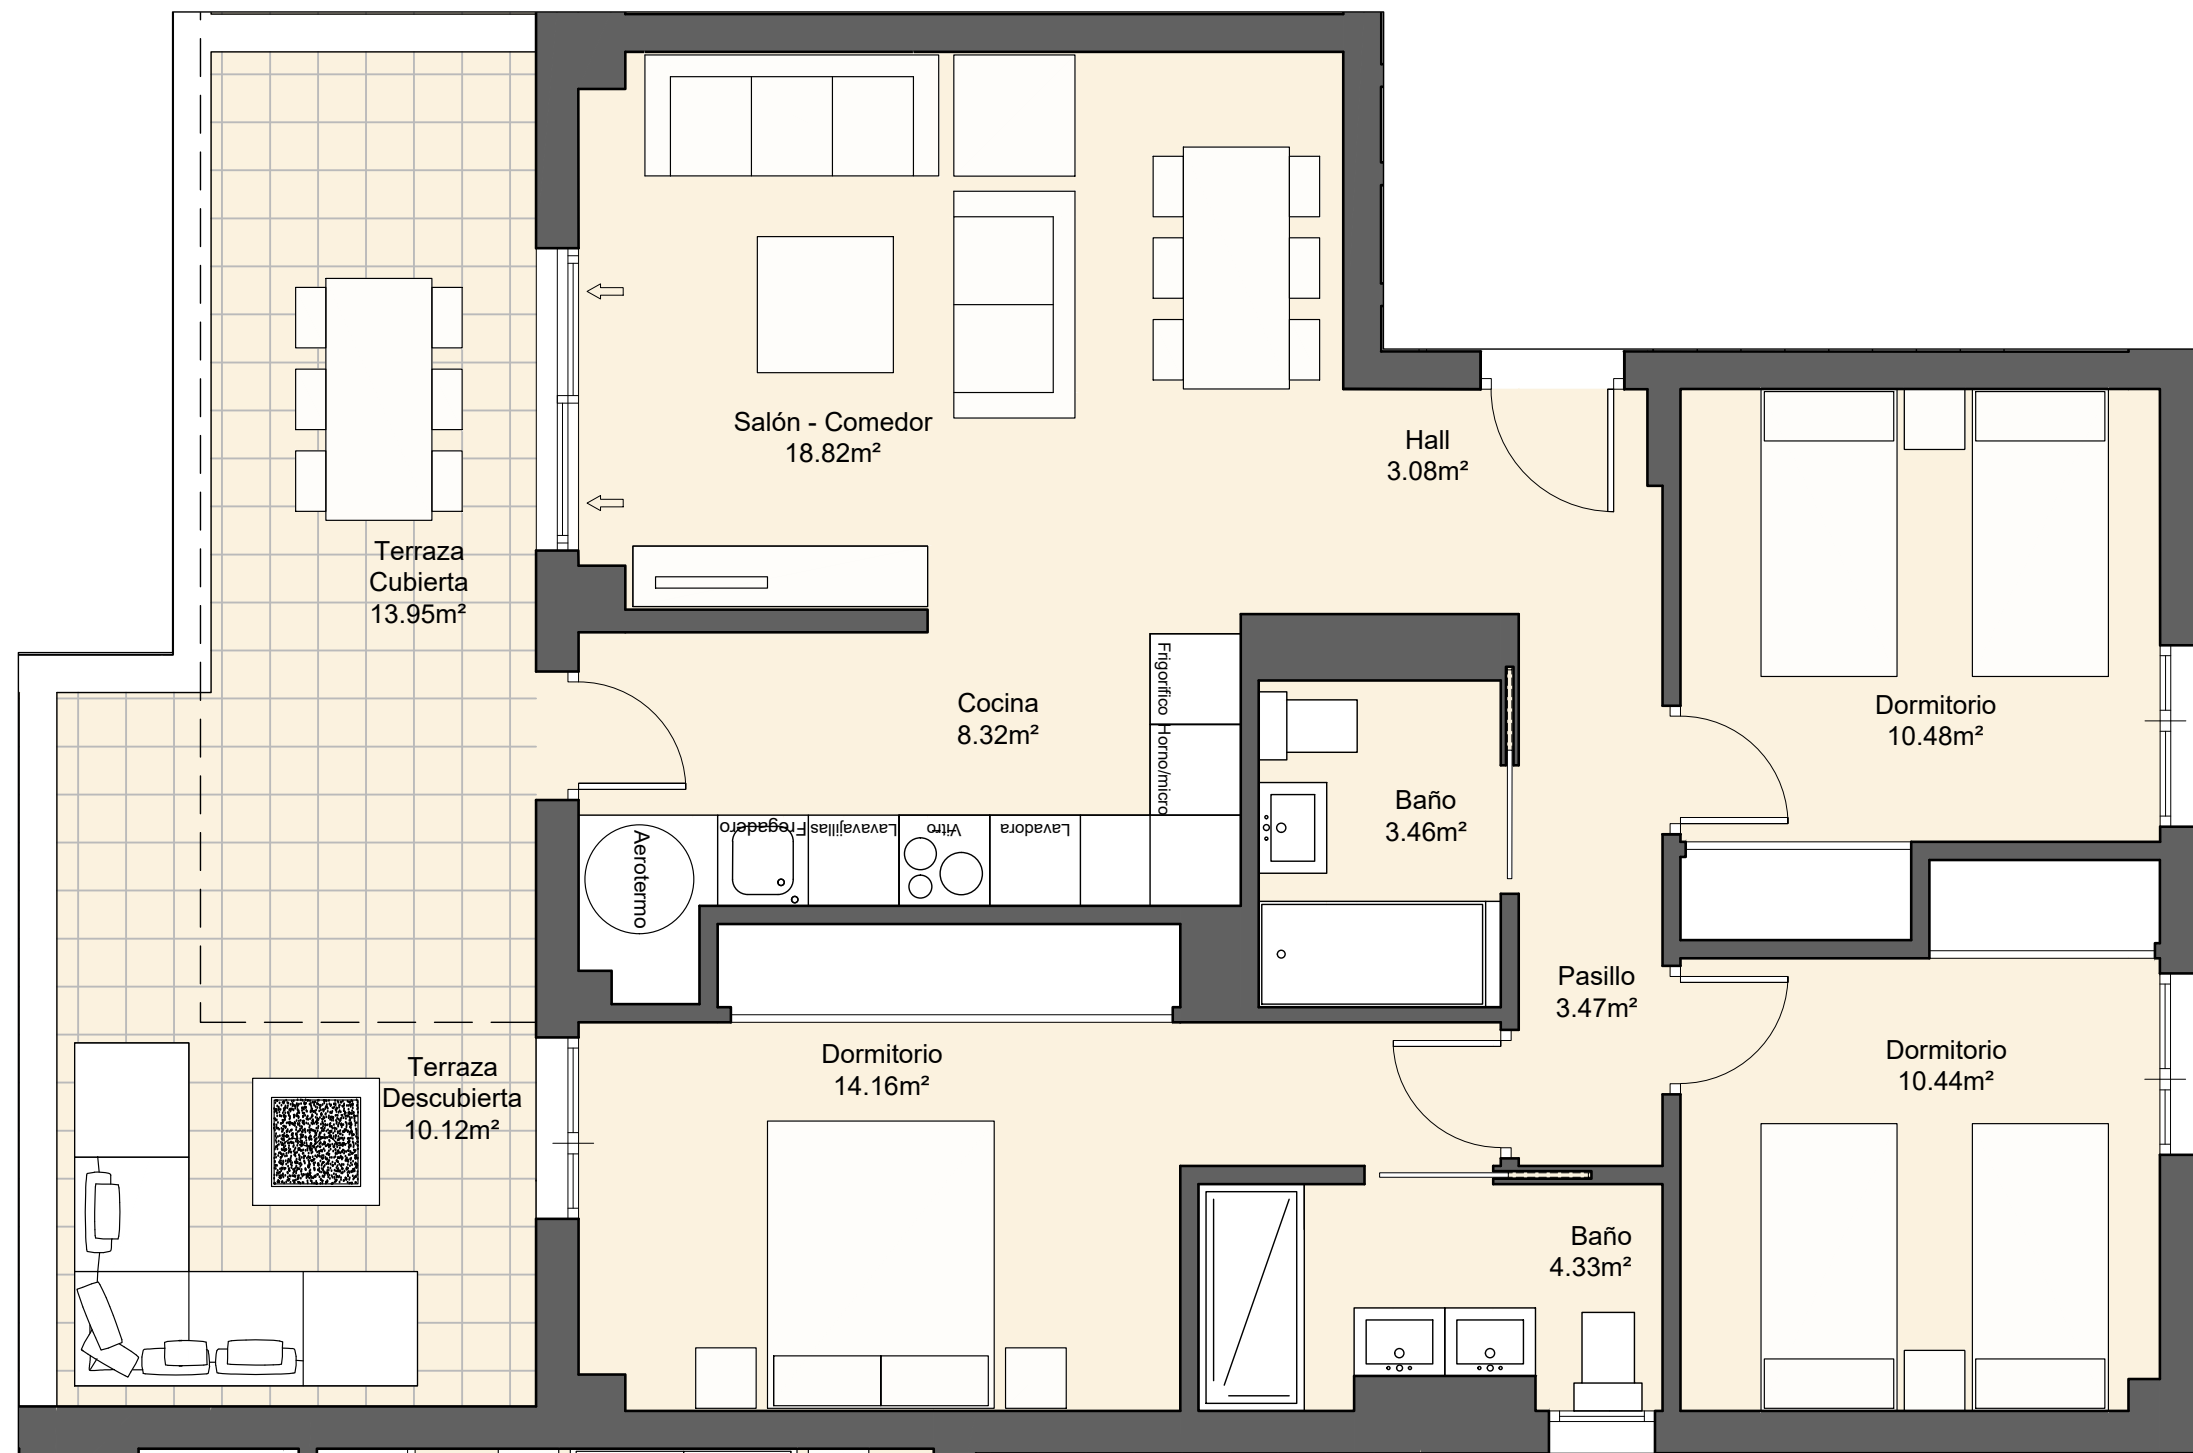 Salón - Comedor
18.82m²
Hall
3.08m²
Terraza
Cubierta
13.95m²
Cocina
8.32m²
Frigorifico
Horno/micro
Dormitorio
10.48m²
Baño
3.46m²
Aerotermo
Fregadero
Lavavajillas
Vitro
Lavadora
Pasillo
3.47m²
Terraza
Descubierta
10.12m²
Dormitorio
14.16m²
Dormitorio
10.44m²
Baño
4.33m²